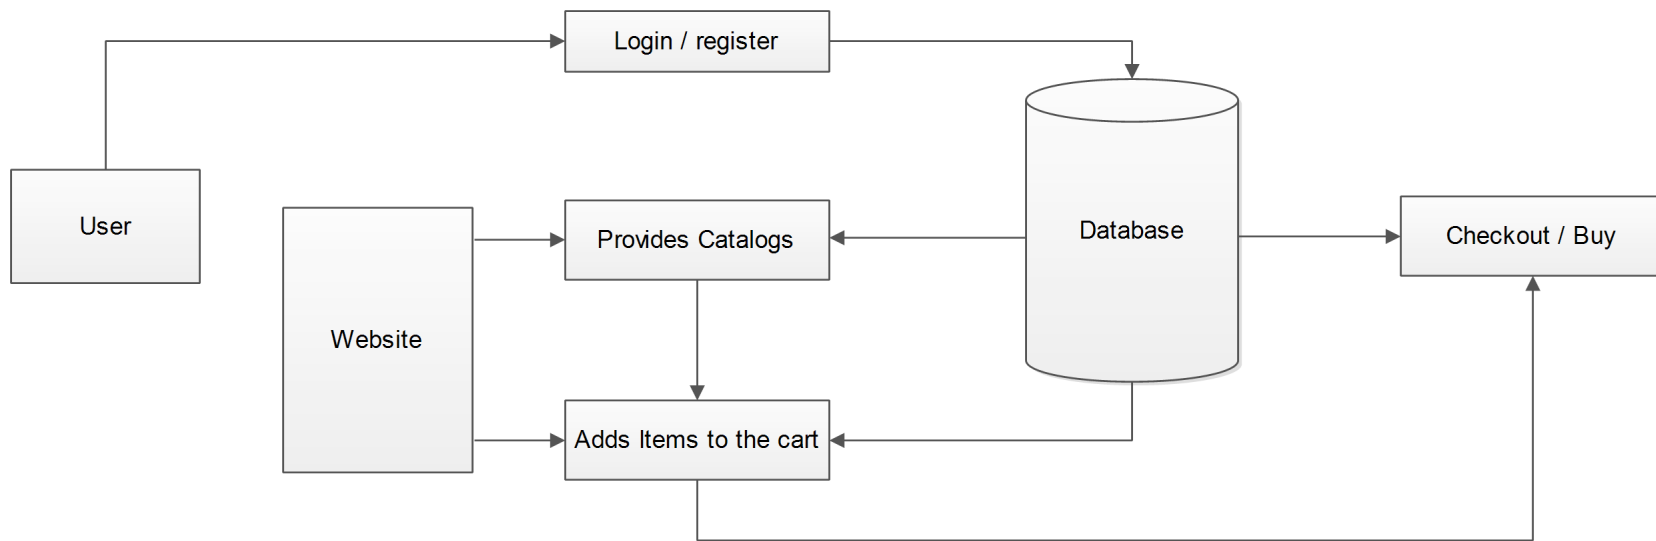 Login / register
User
Provides Catalogs
Database
Checkout / Buy
Website
Adds Items to the cart